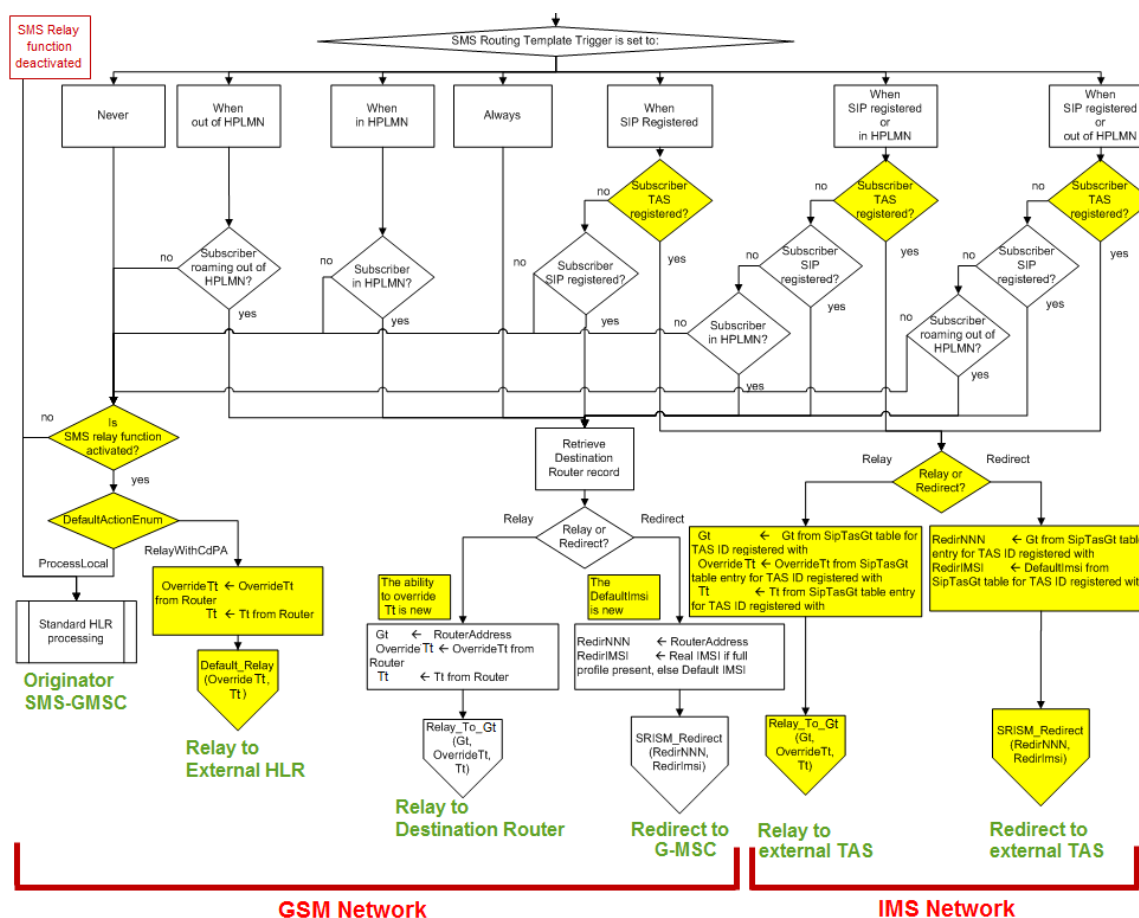 SMS Relay
function
deactivated
SMS Routing Template Trigger is set to:
Never
When
out of HPLMN
When
in HPLMN
Always
When
SIP Registered
When
SIP registered
or
in HPLMN
When
SIP registered
or
out of HPLMN
no
Subscriber
TAS
registered?
yes
no
Subscriber
TAS
registered?
yes
no
Subscriber
TAS
registered?
yes
no
Subscriber
roaming out of
HPLMN?
yes
no
Subscriber
in HPLMN?
yes
no
Subscriber
SIP registered?
yes
no
Subscriber
SIP
registered?
yes
no
Subscriber
SIP
registered?
yes
no
Subscriber
in HPLMN?
yes
no
Subscriber
roaming out of
HPLMN?
yes
no
Is
SMS relay function
activated?
yes
DefaultActionEnum
ProcessLocal
RelayWithCdPA
Standard HLR
processing
Originator
SMS-GMSC
OverrideTt ← OverrideTt
from Router
Tt ← Tt from Router
Default_Relay
(OverrideTt,
Tt )
Relay to
External HLR
Retrieve
Destination
Router record
Relay
Redirect
Relay or
Redirect?
The ability
to override
Tt is new
The
DefaultImsi
is new
Gt ← RouterAddress
OverrideTt ← OverrideTt from
Router
Tt ← Tt from Router
RedirNNN ← RouterAddress
RedirIMSI ← Real IMSI if full
profile present, else Default IMSI
Relay_To_Gt
(Gt,
OverrideTt,
Tt)
SRISM_Redirect
(RedirNNN,
RedirImsi)
Relay to
Destination Router
Redirect to
G-MSC
Relay
Redirect
Relay or
Redirect?
Gt ← Gt from SipTasGt table for
TAS ID registered with
OverrideTt ← OverrideTt from SipTasGt
table entry for TAS ID registered with
Tt ← Tt from SipTasGt table entry
for TAS ID registered with
RedirNNN ← Gt from SipTasGt table
entry for TAS ID registered with
RedirIMSI ← DefaultImsi from
SipTasGt table for TAS ID registered with
Relay_To_Gt
(Gt,
OverrideTt,
Tt)
SRISM_Redirect
(RedirNNN,
RedirImsi)
Relay to
external TAS
Redirect to
external TAS
GSM Network
IMS Network